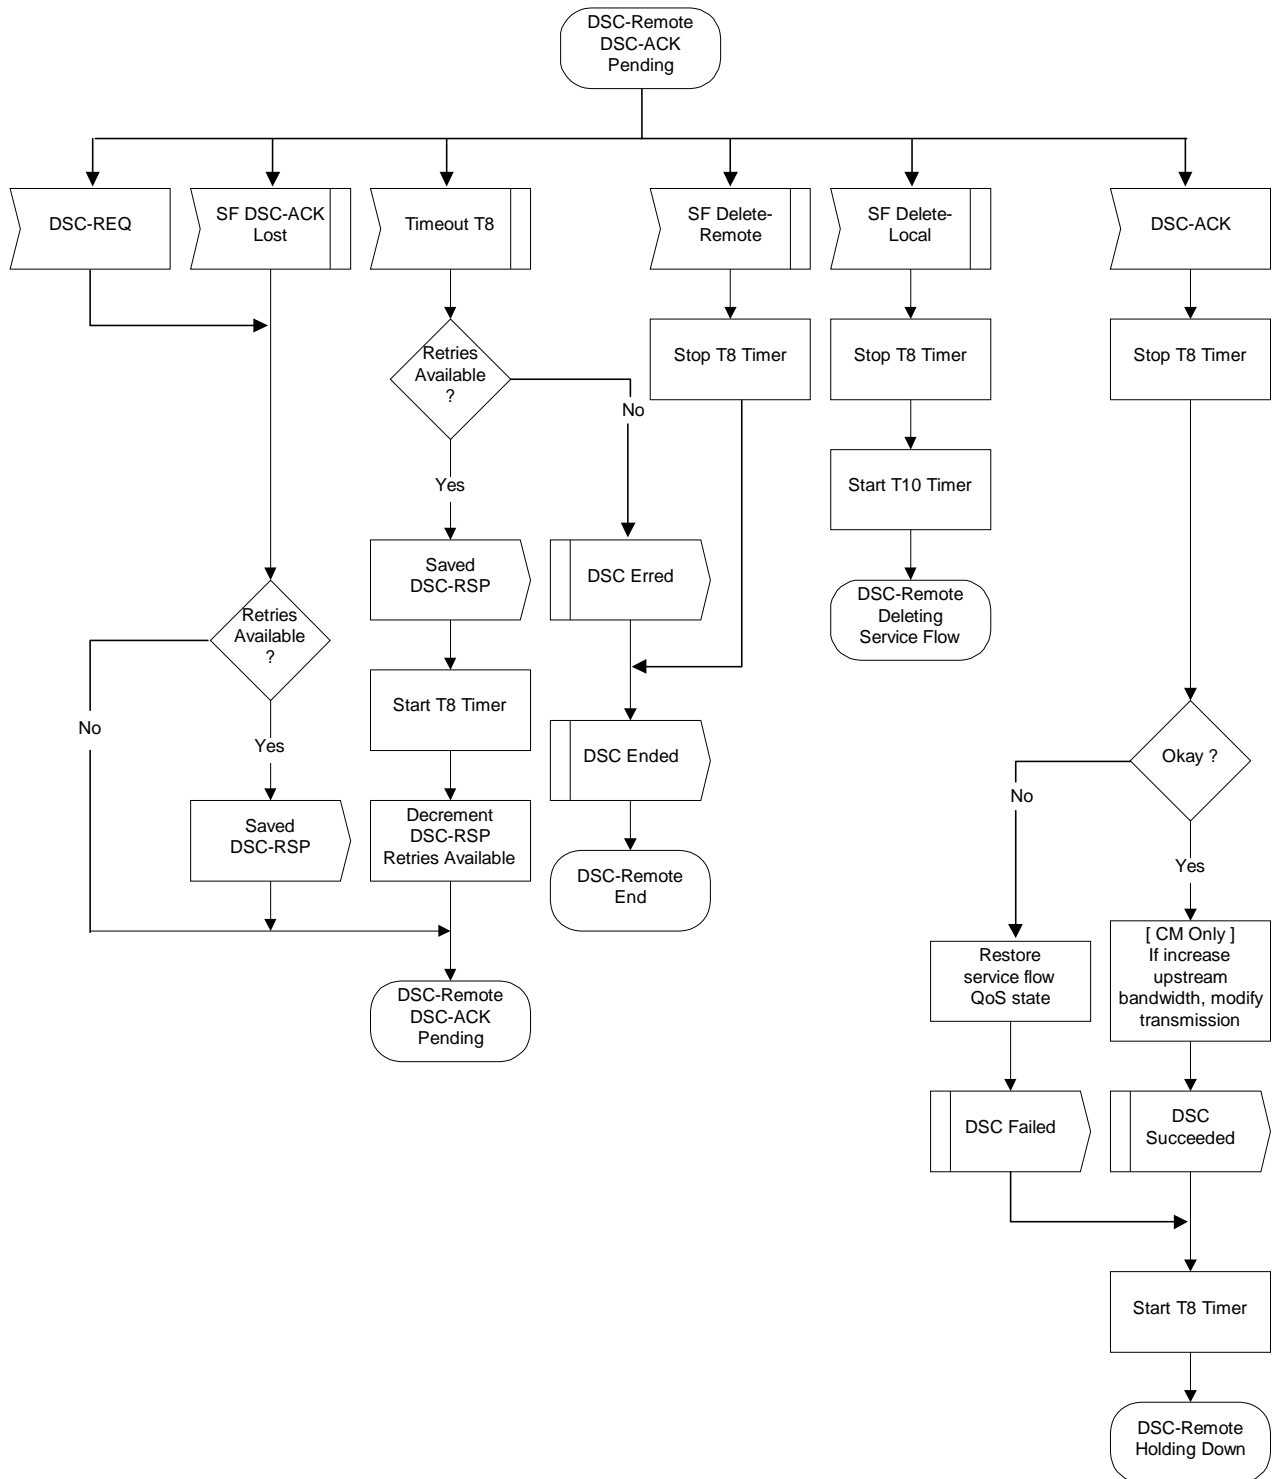 DSC-Remote
DSC-ACK
Pending
DSC-REQ
SF DSC-ACK
Lost
Timeout T8
SF Delete-
Remote
SF Delete-
Local
DSC-ACK
Retries
Available
?
No
Yes
Stop T8 Timer
Stop T8 Timer
Stop T8 Timer
Start T10 Timer
Saved
DSC-RSP
DSC Erred
DSC-Remote
Deleting
Service Flow
Retries
Available
?
No
Yes
Start T8 Timer
DSC Ended
Okay ?
No
Yes
Saved
DSC-RSP
Decrement
DSC-RSP
Retries Available
DSC-Remote
End
DSC-Remote
DSC-ACK
Pending
Restore
service flow
QoS state
[ CM Only ]
If increase
upstream
bandwidth, modify
transmission
DSC Failed
DSC
Succeeded
Start T8 Timer
DSC-Remote
Holding Down